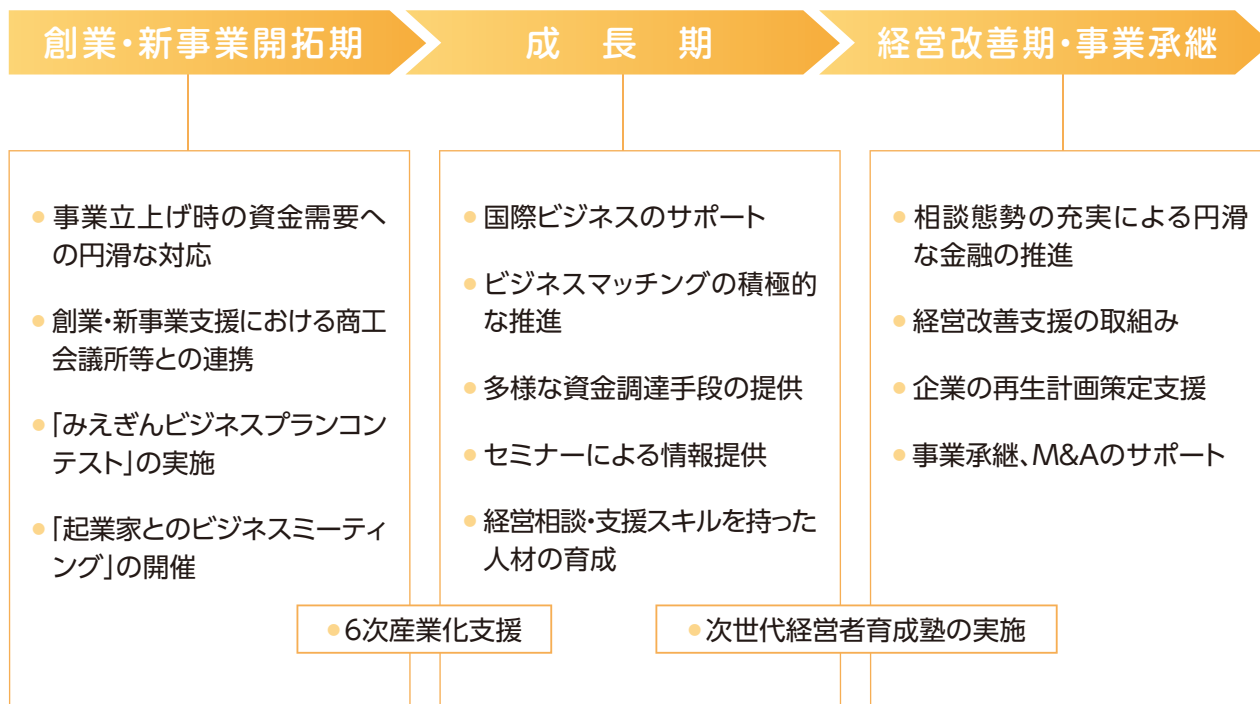 創業・新事業開拓期
成長期
経営改善期・事業承継
● 事業立上げ時の資金需要へ
の円滑な対応
● 創業・新事業支援における商工
会議所等との連携
● 「みえぎんビジネスプランコン
テスト」の実施
● 「起業家とのビジネスミーティ
ング」の開催
● 国際ビジネスのサポート
● ビジネスマッチングの積極的
な推進
● 多様な資金調達手段の提供
● セミナーによる情報提供
● 経営相談・支援スキルを持った
人材の育成
● 相談態勢の充実による円滑
な金融の推進
● 経営改善支援の取組み
● 企業の再生計画策定支援
● 事業承継、M&Aのサポート
● 6次産業化支援
● 次世代経営者育成塾の実施